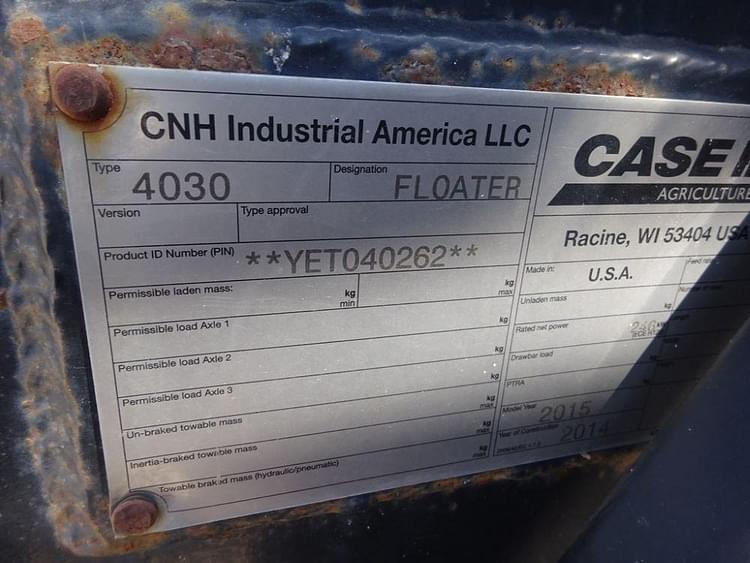 CNH Industrial America LLC
Type
4030
Designation
FLOATER
Version
Type approval
Product ID Number (PIN)
**YET040262**
Permissible laden mass:
kg
min
kg
max
Permissible load Axle 1
kg
Permissible load Axle 2
kg
Permissible load Axle 3
kg
Un-braked towable mass
kg
max
Inertia-braked towable mass
kg
max
Towable braked mass (hydraulic/pneumatic)
kg
max
CASE
AGRICULTURE
Racine, WI 53404 USA
Made in:
U.S.A.
Unladen mass
kg
Rated net power
Drawbar load
kg
PTRA
Model Year
2015
Year of Construction
2014